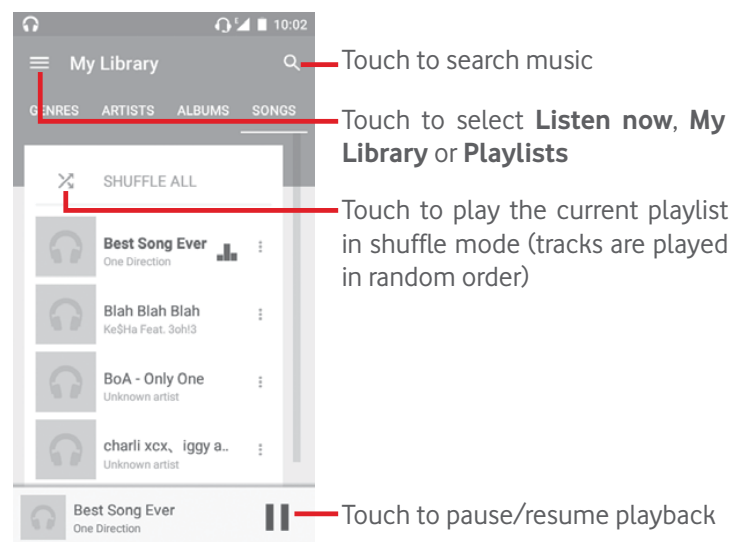 10:02
My Library
Touch to search music
GENRES ARTISTS ALBUMS SONGS
Touch to select Listen now, My
Library or Playlists
SHUFFLE ALL
Touch to play the current playlist
in shuffle mode (tracks are played
in random order)
Best Song Ever
One Direction
Blah Blah Blah
Ke$Ha Feat. 3oh!3
BoA - Only One
Unknown artist
charli xcx、iggy a..
Unknown artist
Best Song Ever
One Direction
Touch to pause/resume playback